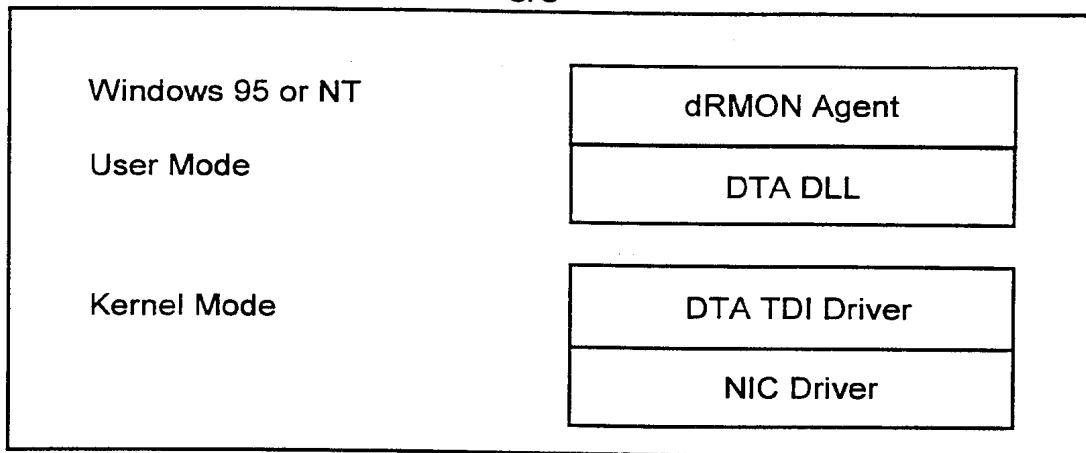 Windows 95 or NT
dRMON Agent
User Mode
DTA DLL
Kernel Mode
DTA TDI Driver
NIC Driver